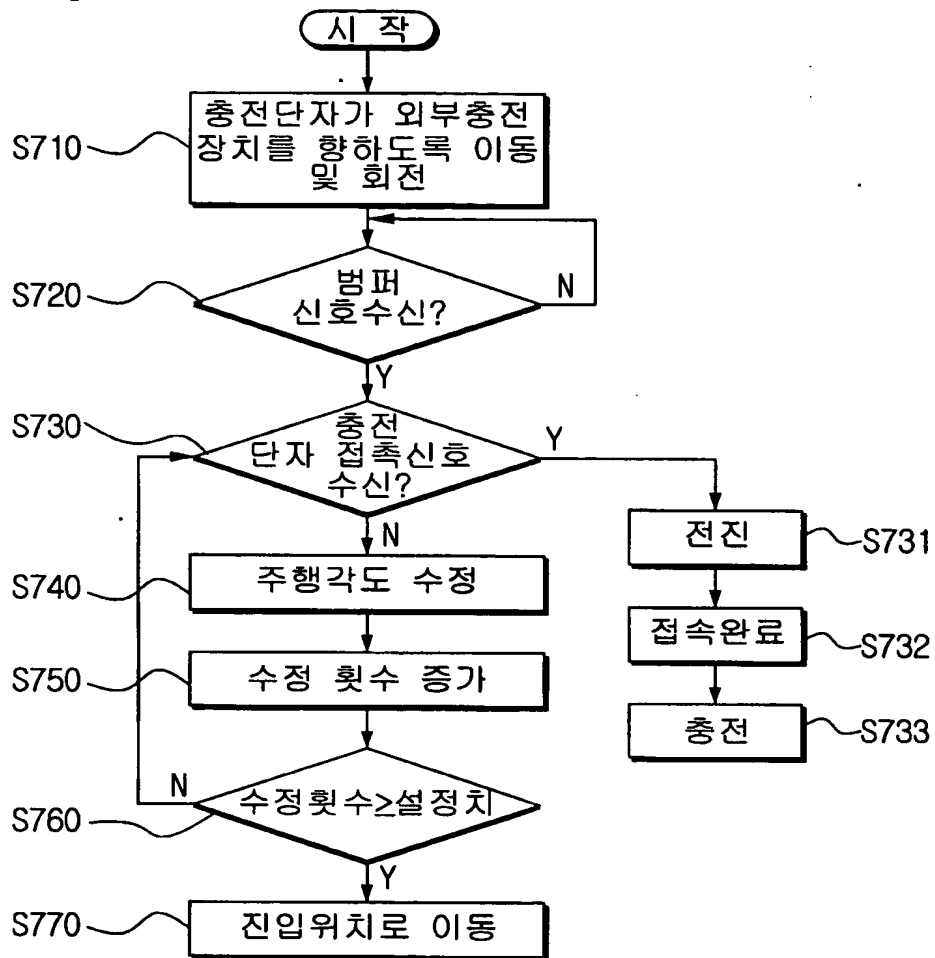 시 작
S710
충전단자가 외부충전
장치를 향하도록 이동
및 회전
S720
범퍼
신호수신?
N
Y
S730
충전
단자 접촉신호
수신?
Y
N
전진
S731
S740
주행각도 수정
접속완료
S732
S750
수정 횟수 증가
충전
S733
N
S760
수정횟수≥설정치
Y
S770
진입위치로 이동